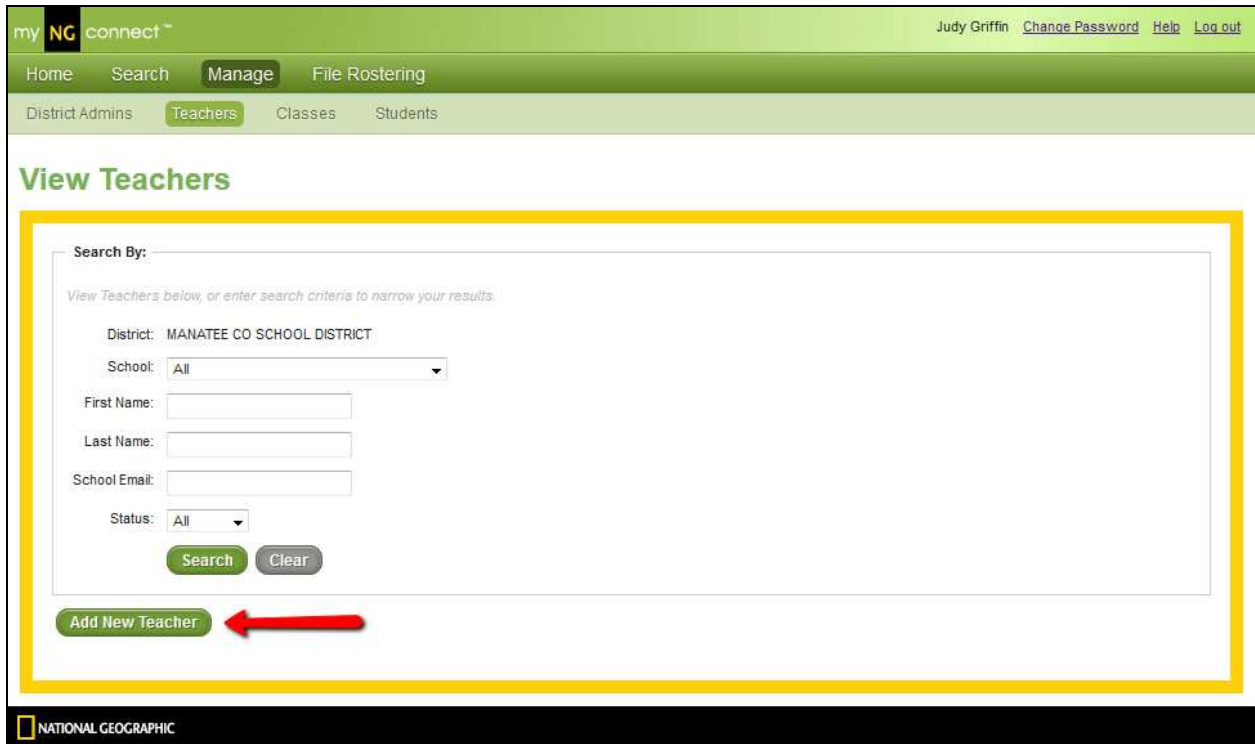 my NG connect™
Judy Griffin Change Password Help Log out
Home Search Manage File Rostering
District Admins Teachers Classes Students
View Teachers
Search By:
View Teachers below, or enter search criteria to narrow your results.
District: MANATEE CO SCHOOL DISTRICT
School: All
First Name:
Last Name:
School Email:
Status: All
Search Clear
Add New Teacher
NATIONAL GEOGRAPHIC